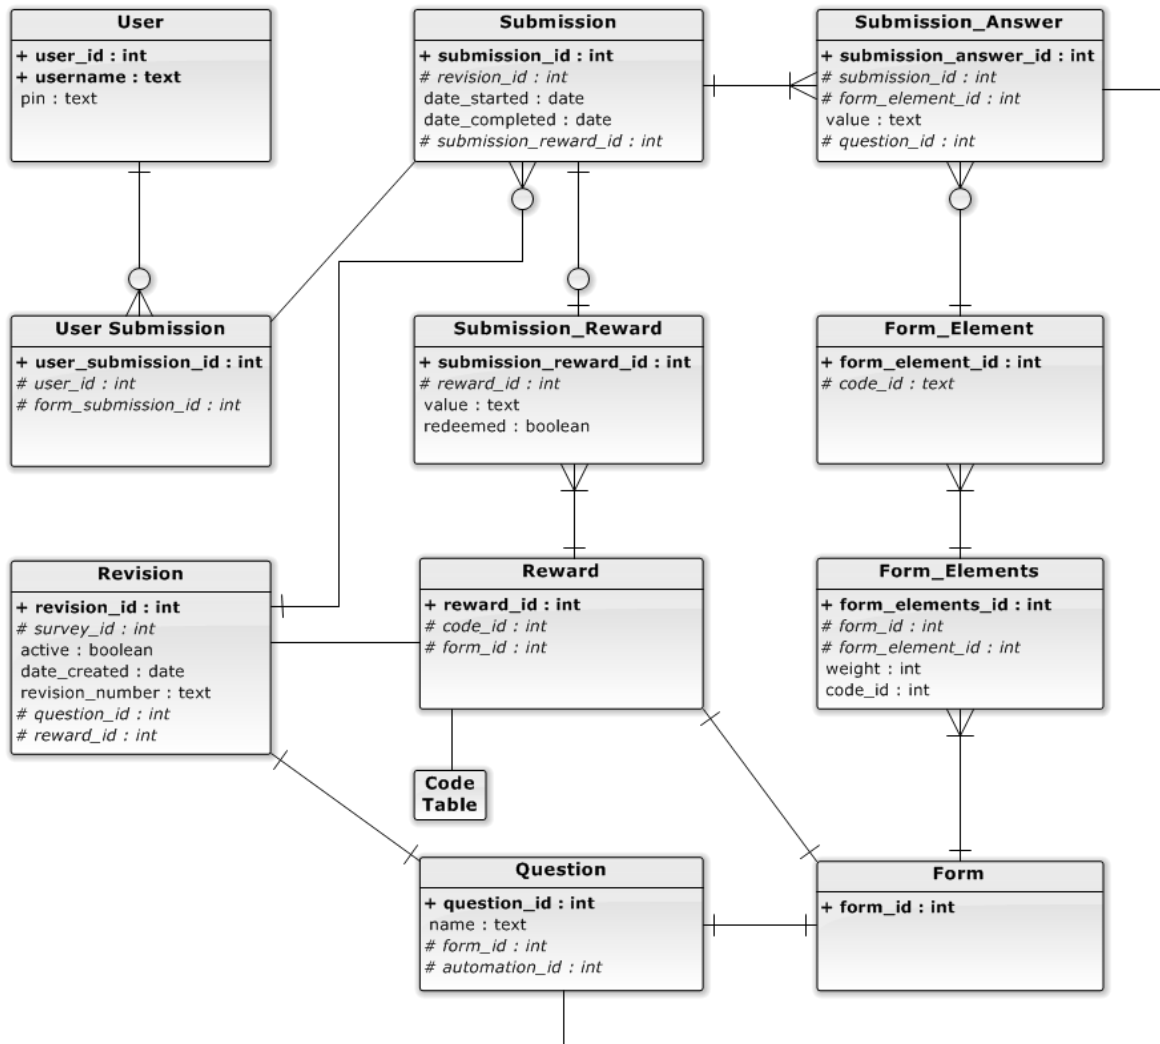 User
+ user_id : int
+ username : text
pin : text
Submission
+ submission_id : int
# revision_id : int
date_started : date
date_completed : date
# submission_reward_id : int
Submission_Answer
+ submission_answer_id : int
# submission_id : int
# form_element_id : int
value : text
# question_id : int
User Submission
+ user_submission_id : int
# user_id : int
# form_submission_id : int
Submission_Reward
+ submission_reward_id : int
# reward_id : int
value : text
redeemed : boolean
Form_Element
+ form_element_id : int
# code_id : text
Revision
+ revision_id : int
# survey_id : int
active : boolean
date_created : date
revision_number : text
# question_id : int
# reward_id : int
Reward
+ reward_id : int
# code_id : int
# form_id : int
Form_Elements
+ form_elements_id : int
# form_id : int
# form_element_id : int
weight : int
code_id : int
Code
Table
Question
+ question_id : int
name : text
# form_id : int
# automation_id : int
Form
+ form_id : int